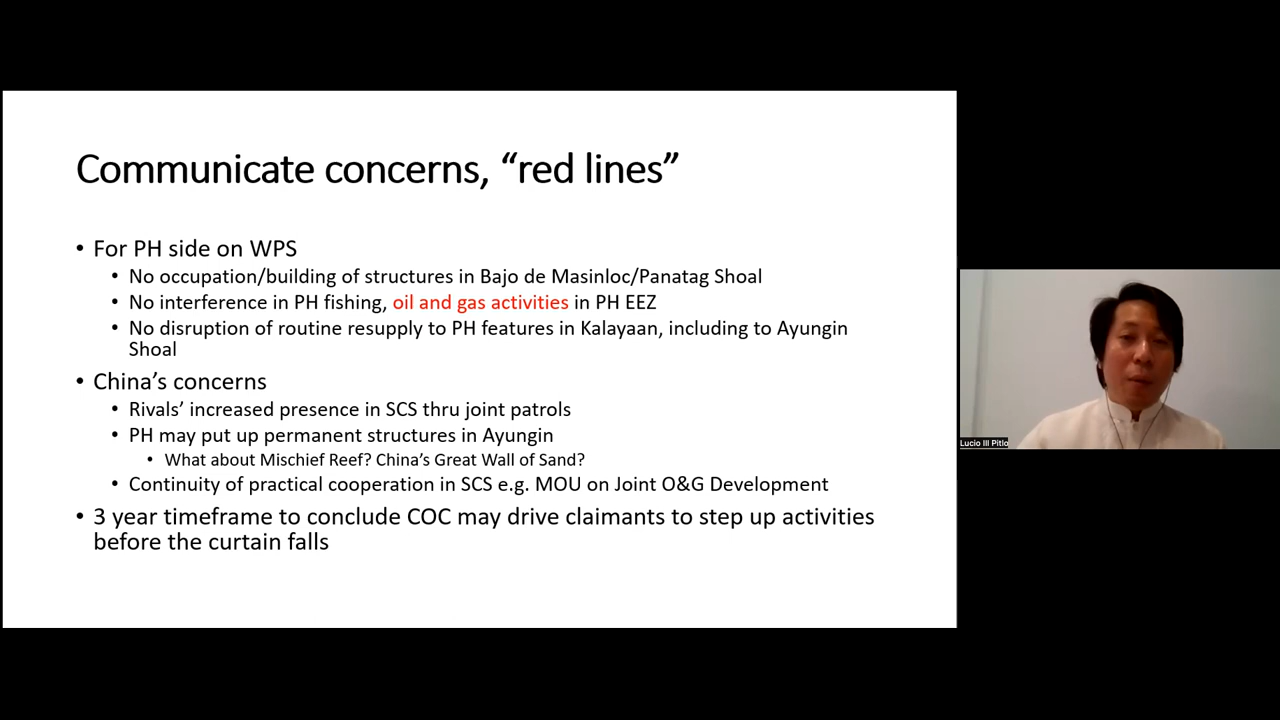 Communicate concerns, “red lines”
• For PH side on WPS
• No occupation/building of structures in Bajo de Masinloc/Panatag Shoal
• No interference in PH fishing, oil and gas activities in PH EEZ
• No disruption of routine resupply to PH features in Kalayaan, including to Ayungin
Shoal
• China’s concerns
• Rivals’ increased presence in SCS thru joint patrols
• PH may put up permanent structures in Ayungin
• What about Mischief Reef? China’s Great Wall of Sand?
• Continuity of practical cooperation in SCS e.g. MOU on Joint O&G Development
• 3 year timeframe to conclude COC may drive claimants to step up activities
before the curtain falls
Lucio III Pitlo